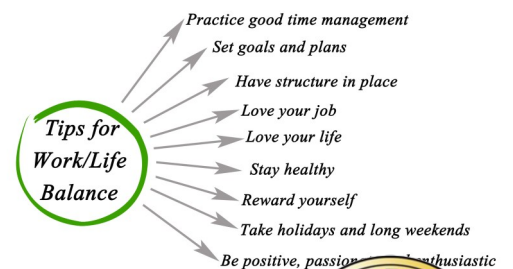 Practice good time management
Set goals and plans
Have structure in place
Love your job
Love your life
Stay healthy
Reward yourself
Take holidays and long weekends
Be positive, enthusiastic
Tips for
Work/Life
Balance